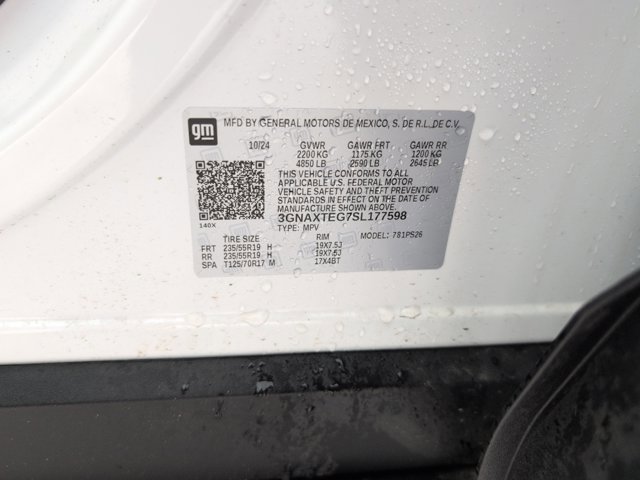 gm
MFD BY GENERAL MOTORS DE MEXICO, S. DE R.L. DE C.V.
10/24 GVWR GAWR FRT GAWR RR
2200 KG 1175 KG 1200 KG
4850 LB 2590 LB 2645 LB
THIS VEHICLE CONFORMS TO ALL
APPLICABLE U.S. FEDERAL MOTOR
VEHICLE SAFETY AND THEFT PREVENTION
STANDARDS IN EFFECT ON THE DATE OF
MANUFACTURE SHOWN ABOVE.
3GNAXTEG7SL177598
140X TYPE: MPV MODEL: 781PS26
TIRE SIZE RIM
FRT 235/55R19 H 19X7.5J
RR 235/55R19 H 19X7.5J
SPA T125/70R17 M 17X4BT